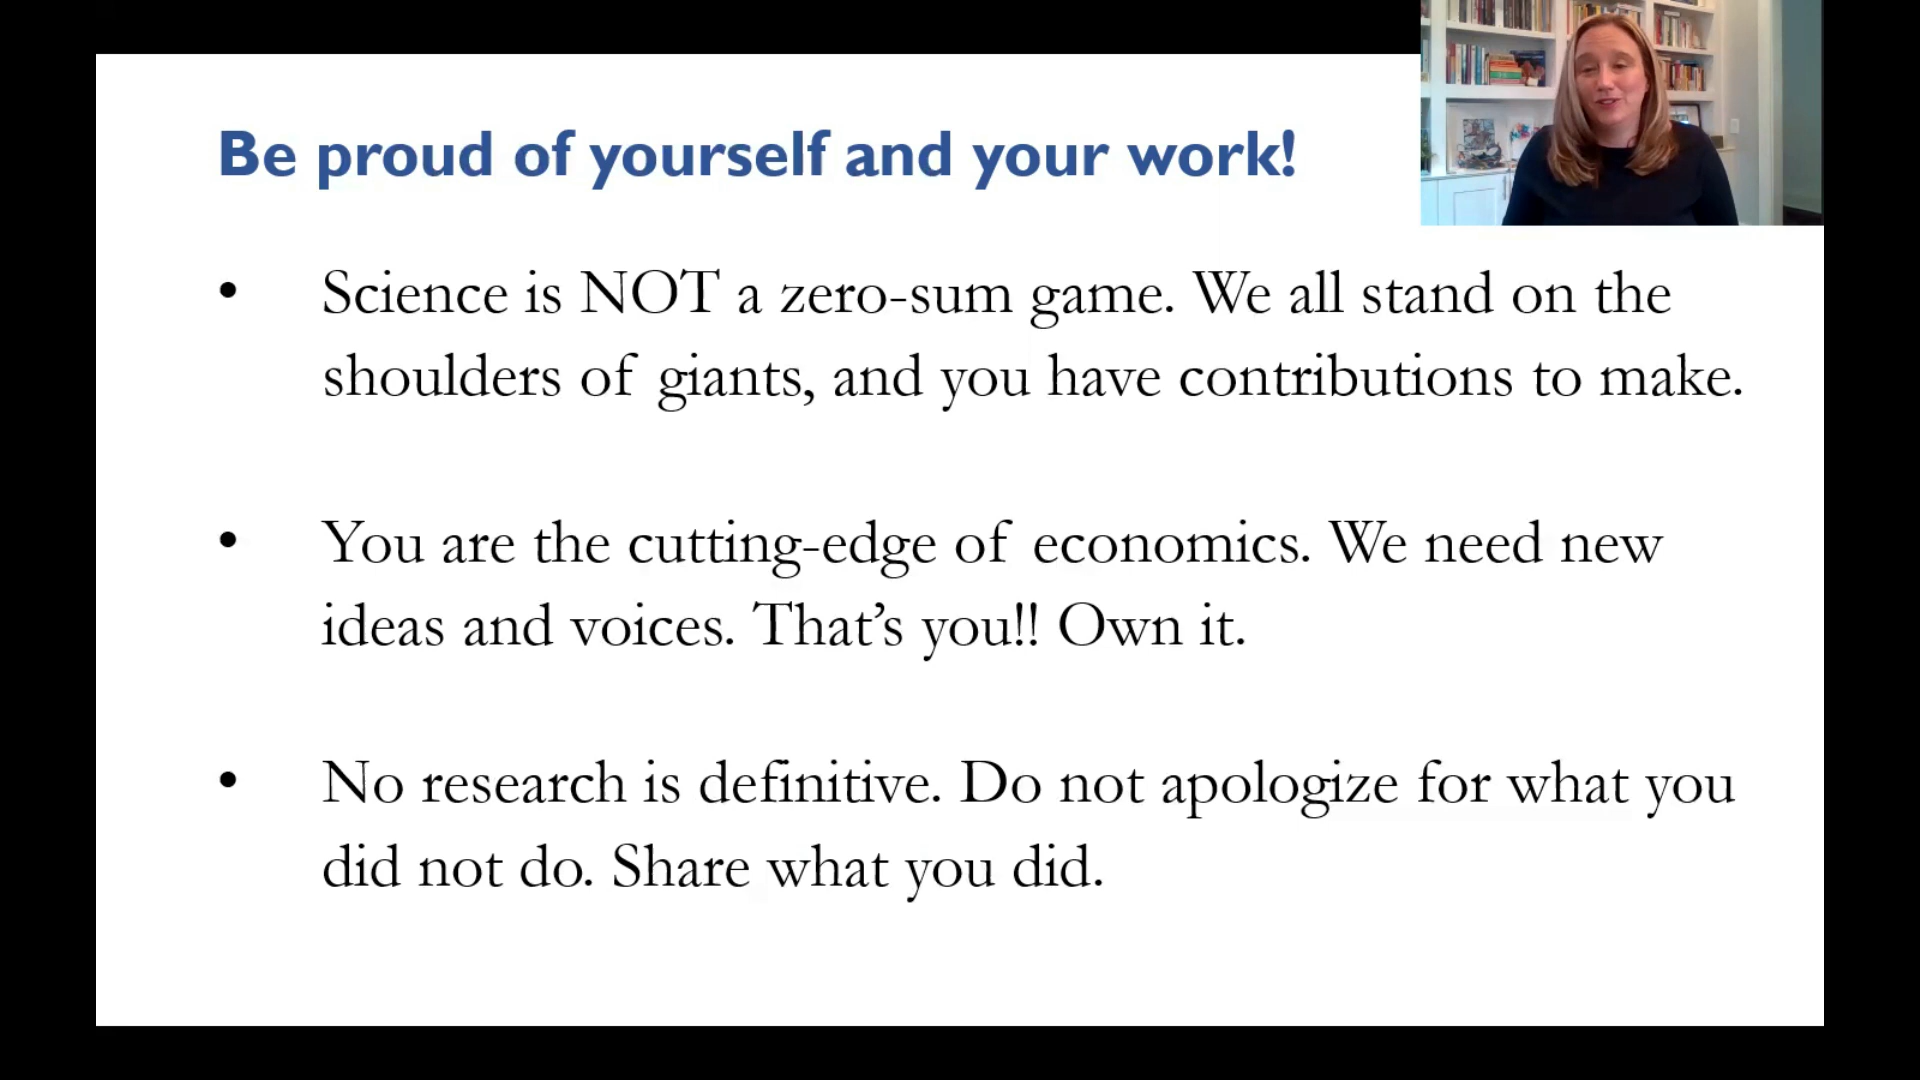 Be proud of yourself and your work!
• Science is NOT a zero-sum game. We all stand on the
shoulders of giants, and you have contributions to make.
• You are the cutting-edge of economics. We need new
ideas and voices. That’s you!! Own it.
• No research is definitive. Do not apologize for what you
did not do. Share what you did.